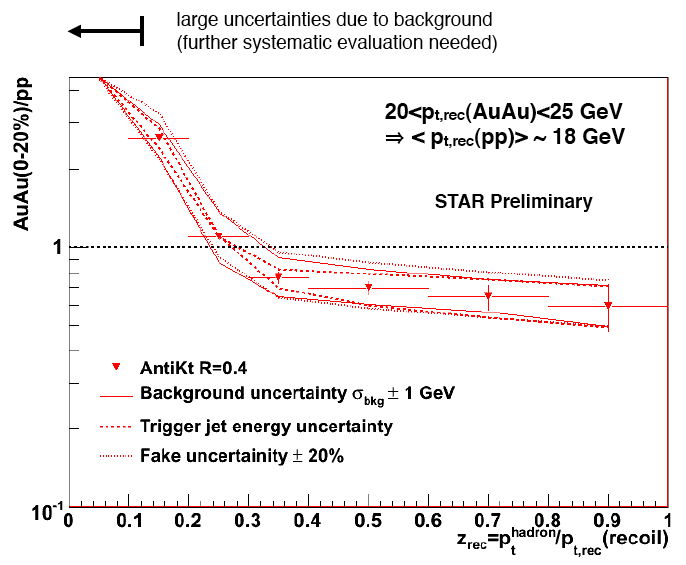 large uncertainties due to background
(further systematic evaluation needed)
AuAu(0-20%)/pp
20<pt,rec(AuAu)<25 GeV
⇒ < pt,rec(pp)> ~ 18 GeV
STAR Preliminary
1
AntiKt R=0.4
Background uncertainty σbkg ± 1 GeV
Trigger jet energy uncertainty
Fake uncertainity ± 20%
10-1
0 0.1 0.2 0.3 0.4 0.5 0.6 0.7 0.8 0.9 1
zrec=pthadron/pt,rec(recoil)